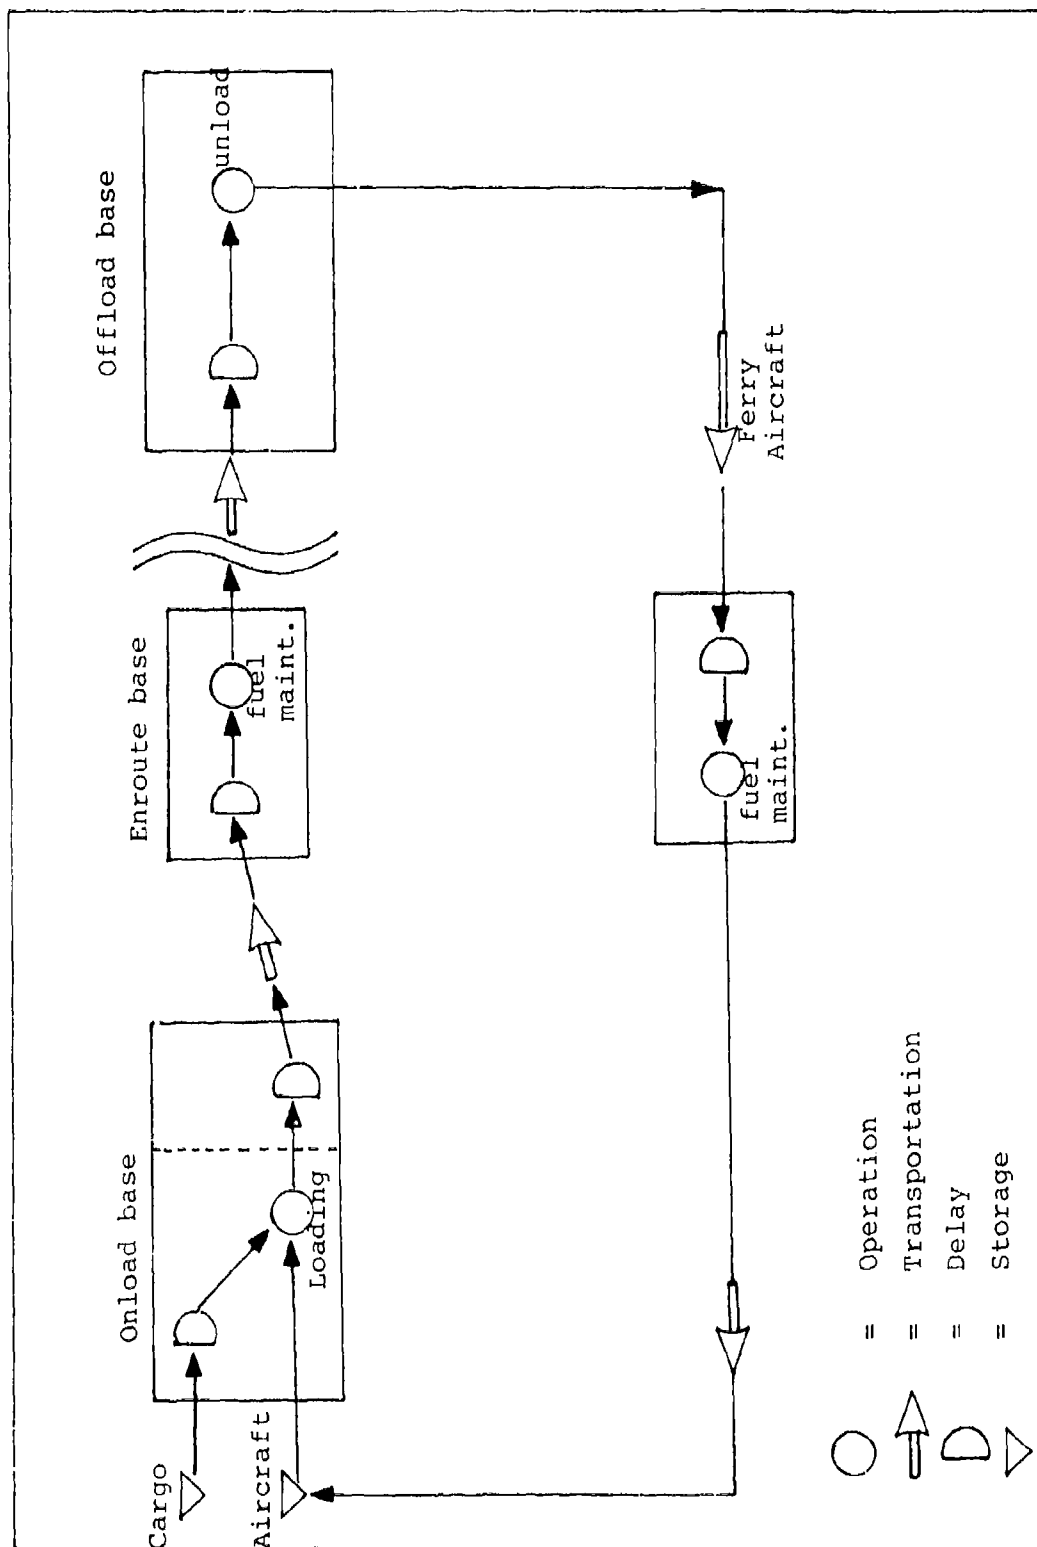 Cargo
Aircraft
Onload base
Loading
Enroute base
fuel
maint.
Offload base
unload
Ferry
Aircraft
fuel
maint.
= Operation
= Transportation
= Delay
= Storage